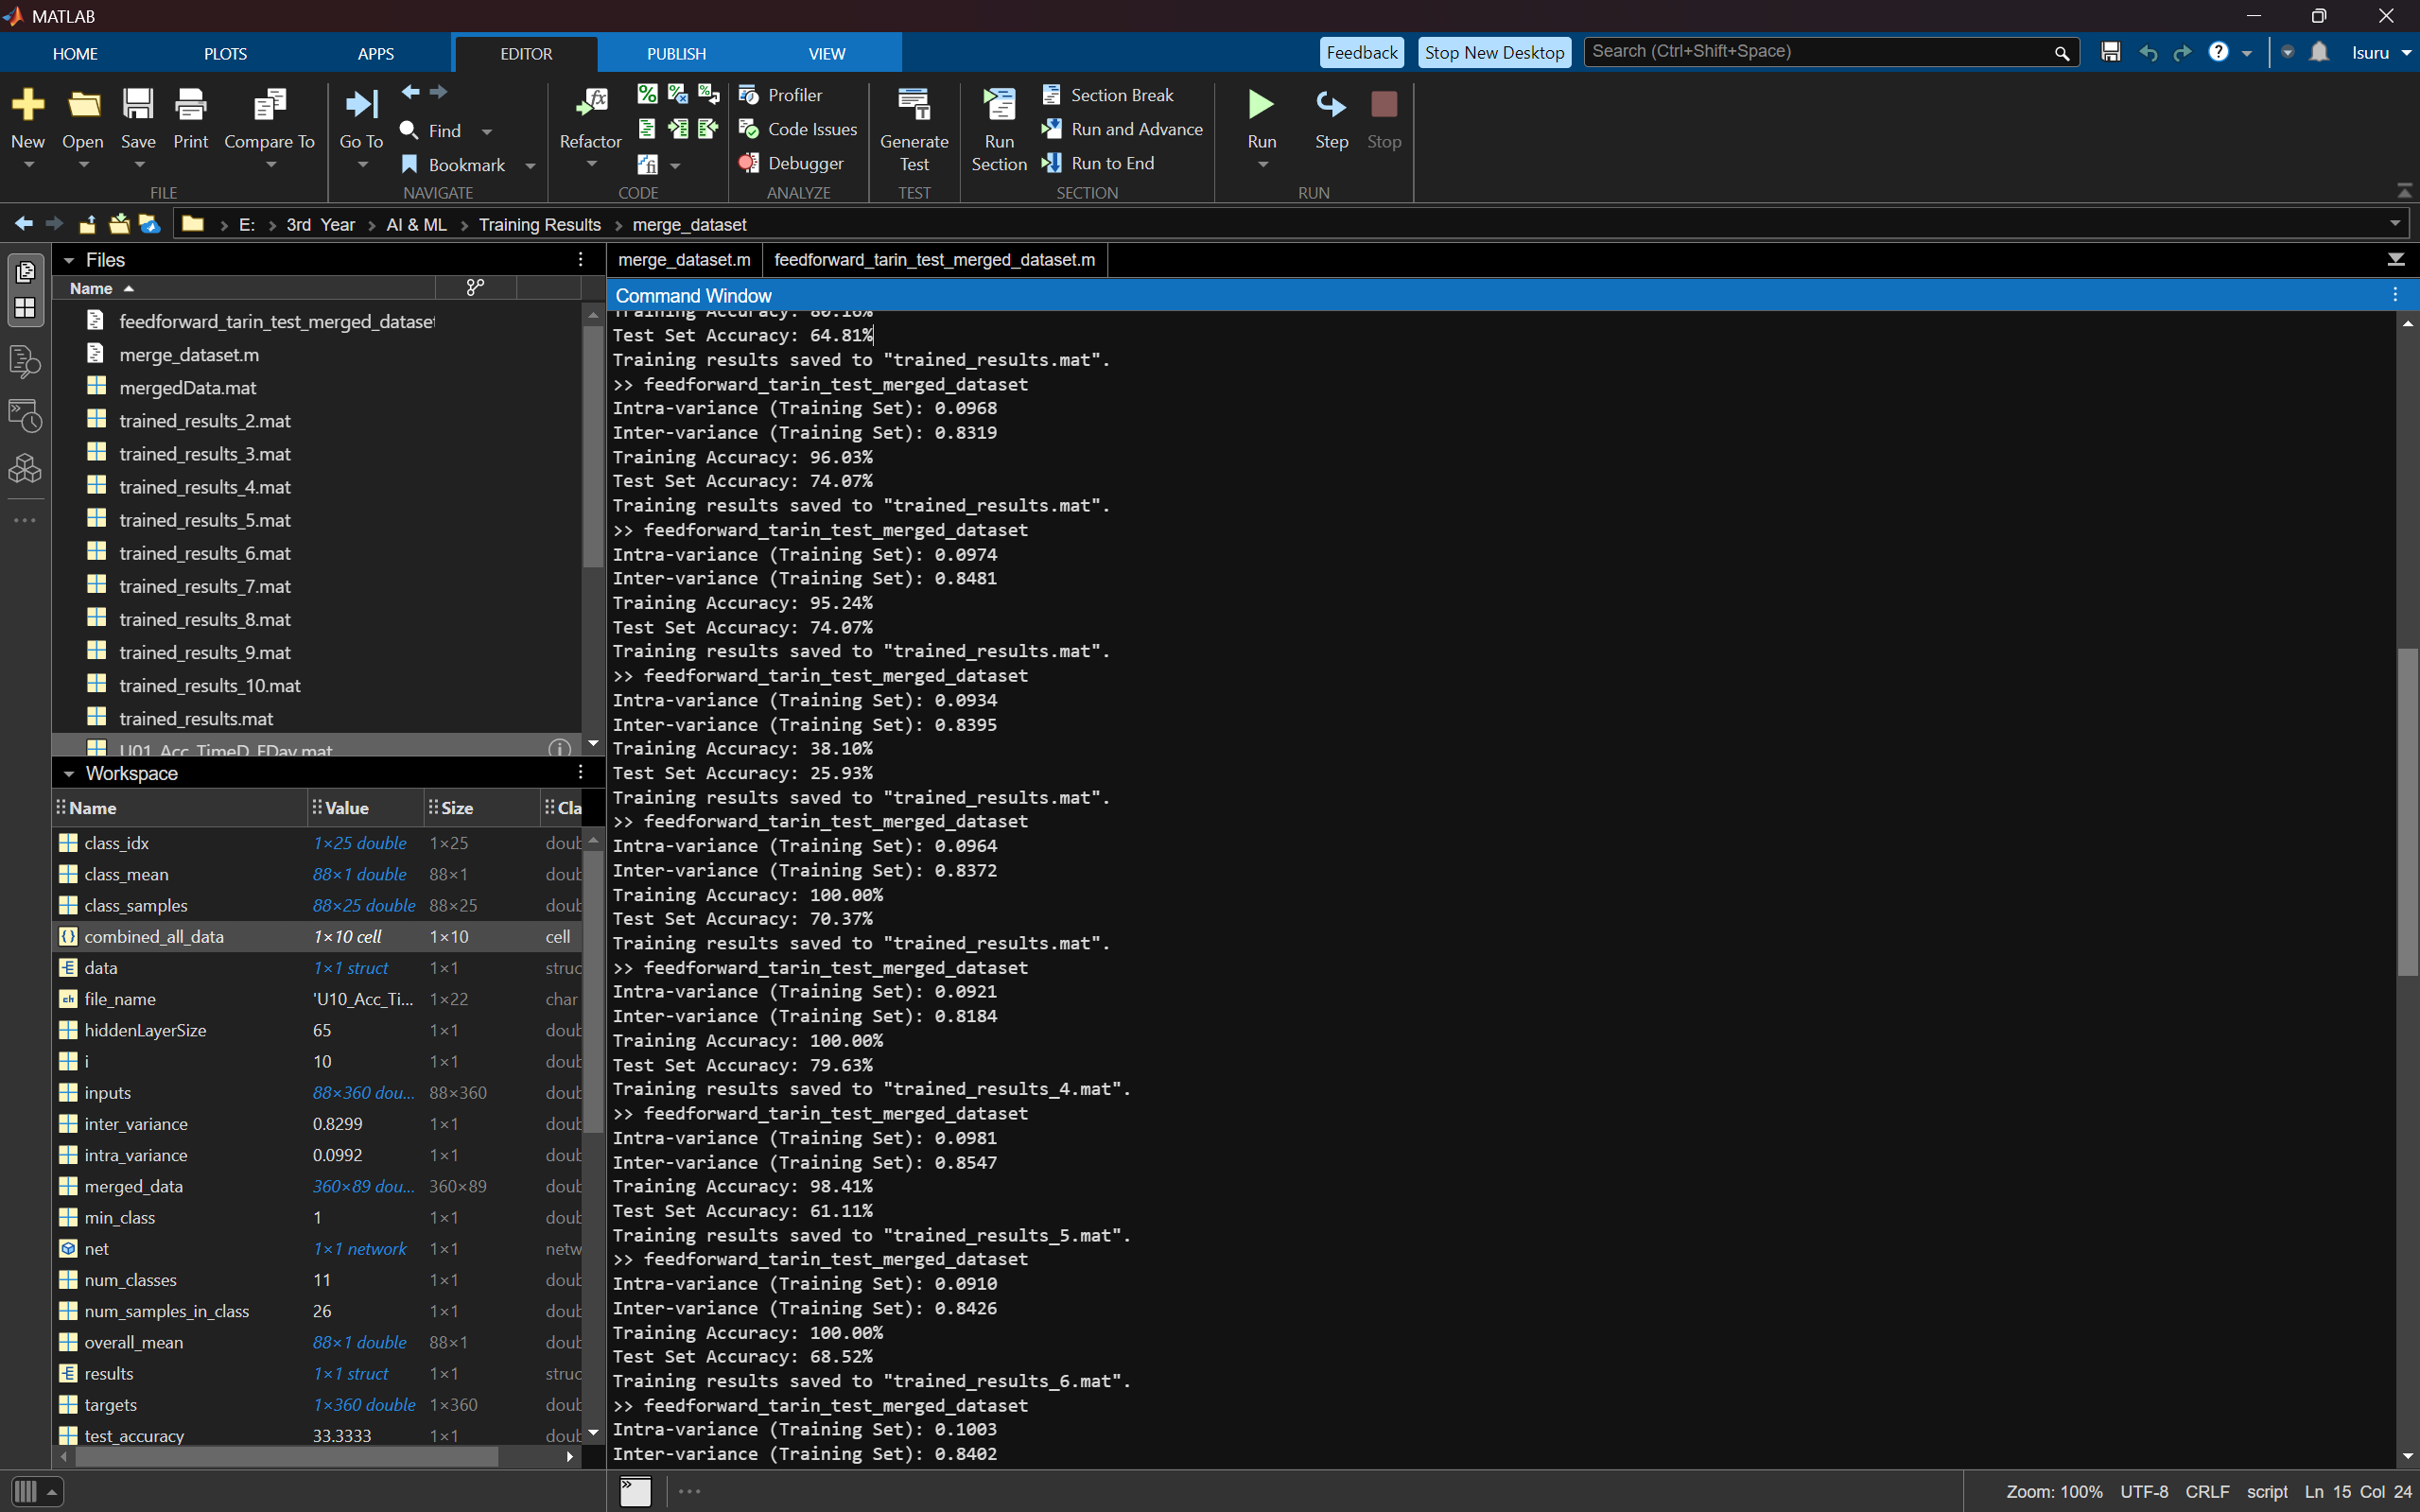 MATLAB
HOME PLOTS APPS EDITOR PUBLISH VIEW Feedback Stop New Desktop Search (Ctrl+Shift+Space) Isuru
New Open Save Print Compare To Go To Find Bookmark Refactor Profiler Code Issues Debugger Generate Test Run Section Section Break Run and Advance Run to End Run Step Stop
FILE NAVIGATE CODE ANALYZE TEST SECTION RUN
E: > 3rd Year > AI & ML > Training Results > merge_dataset
Files
Name
feedforward_tarin_test_merged_dataset
merge_dataset.m
mergedData.mat
trained_results_2.mat
trained_results_3.mat
trained_results_4.mat
trained_results_5.mat
trained_results_6.mat
trained_results_7.mat
trained_results_8.mat
trained_results_9.mat
trained_results_10.mat
trained_results.mat
U01_Acc_TimeD_FDay.mat
Workspace
Name Value Size Cla
class_idx 1×25 double 1×25 doub
class_mean 88×1 double 88×1 doub
class_samples 88×25 double 88×25 doub
combined_all_data 1×10 cell 1×10 cell
data 1×1 struct 1×1 struc
file_name 'U10_Acc_Ti... 1×22 char
hiddenLayerSize 65 1×1 doub
i 10 1×1 doub
inputs 88×360 dou... 88×360 doub
inter_variance 0.8299 1×1 doub
intra_variance 0.0992 1×1 doub
merged_data 360×89 dou... 360×89 doub
min_class 1 1×1 doub
net 1×1 network 1×1 netw
num_classes 11 1×1 doub
num_samples_in_class 26 1×1 doub
overall_mean 88×1 double 88×1 doub
results 1×1 struct 1×1 struc
targets 1×360 double 1×360 doub
test_accuracy 33.3333 1×1 doub
merge_dataset.m feedforward_tarin_test_merged_dataset.m
Command Window
Training Accuracy: 80.16%
Test Set Accuracy: 64.81%
Training results saved to "trained_results.mat".
>> feedforward_tarin_test_merged_dataset
Intra-variance (Training Set): 0.0968
Inter-variance (Training Set): 0.8319
Training Accuracy: 96.03%
Test Set Accuracy: 74.07%
Training results saved to "trained_results.mat".
>> feedforward_tarin_test_merged_dataset
Intra-variance (Training Set): 0.0974
Inter-variance (Training Set): 0.8481
Training Accuracy: 95.24%
Test Set Accuracy: 74.07%
Training results saved to "trained_results.mat".
>> feedforward_tarin_test_merged_dataset
Intra-variance (Training Set): 0.0934
Inter-variance (Training Set): 0.8395
Training Accuracy: 38.10%
Test Set Accuracy: 25.93%
Training results saved to "trained_results.mat".
>> feedforward_tarin_test_merged_dataset
Intra-variance (Training Set): 0.0964
Inter-variance (Training Set): 0.8372
Training Accuracy: 100.00%
Test Set Accuracy: 70.37%
Training results saved to "trained_results.mat".
>> feedforward_tarin_test_merged_dataset
Intra-variance (Training Set): 0.0921
Inter-variance (Training Set): 0.8184
Training Accuracy: 100.00%
Test Set Accuracy: 79.63%
Training results saved to "trained_results_4.mat".
>> feedforward_tarin_test_merged_dataset
Intra-variance (Training Set): 0.0981
Inter-variance (Training Set): 0.8547
Training Accuracy: 98.41%
Test Set Accuracy: 61.11%
Training results saved to "trained_results_5.mat".
>> feedforward_tarin_test_merged_dataset
Intra-variance (Training Set): 0.0910
Inter-variance (Training Set): 0.8426
Training Accuracy: 100.00%
Test Set Accuracy: 68.52%
Training results saved to "trained_results_6.mat".
>> feedforward_tarin_test_merged_dataset
Intra-variance (Training Set): 0.1003
Inter-variance (Training Set): 0.8402
Zoom: 100% UTF-8 CRLF script Ln 15 Col 24